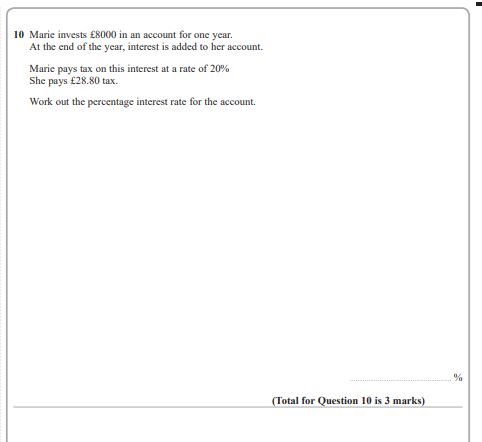 10 Marie invests £8000 in an account for one year.
At the end of the year, interest is added to her account.
Marie pays tax on this interest at a rate of 20%
She pays £28.80 tax.
Work out the percentage interest rate for the account.
....................................................... %
(Total for Question 10 is 3 marks)